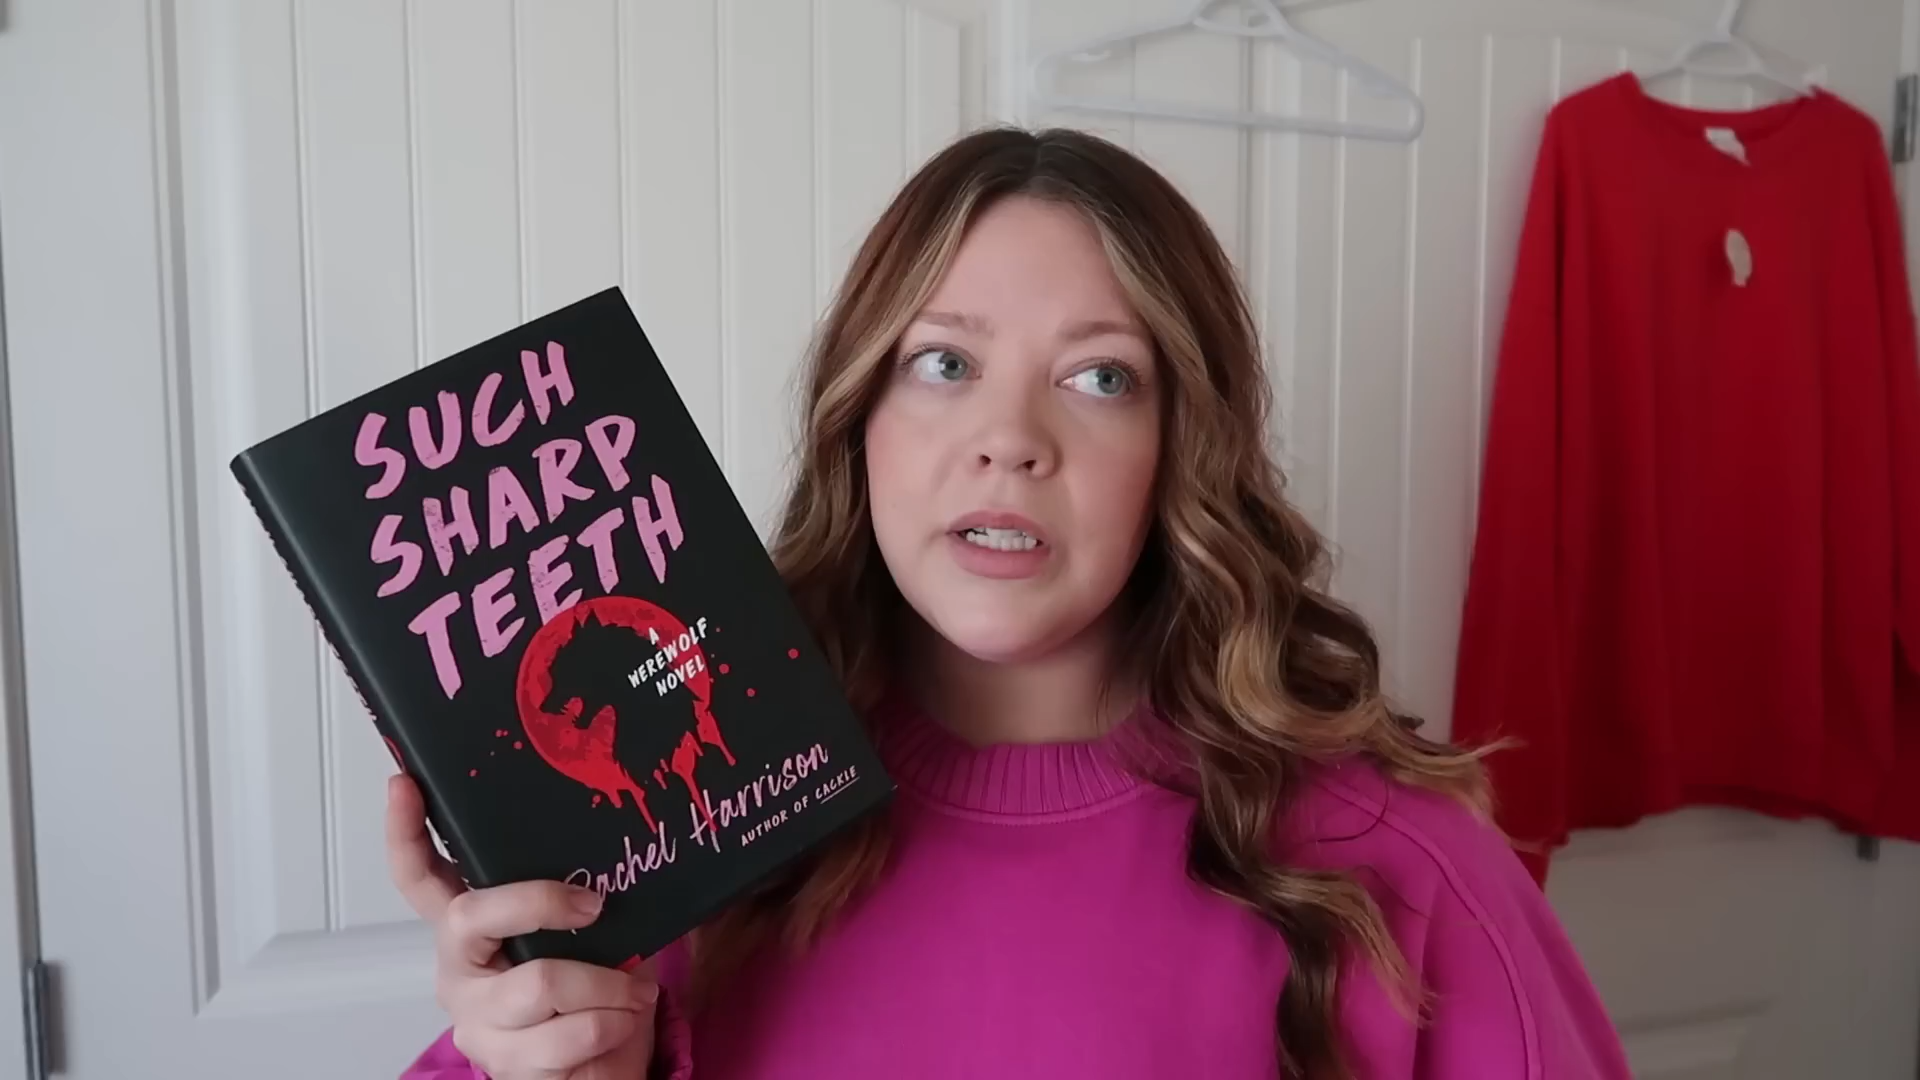 SUCH
SHARP
TEETH
A
WEREWOLF
NOVEL
Rachel Harrison
AUTHOR OF CACKLE